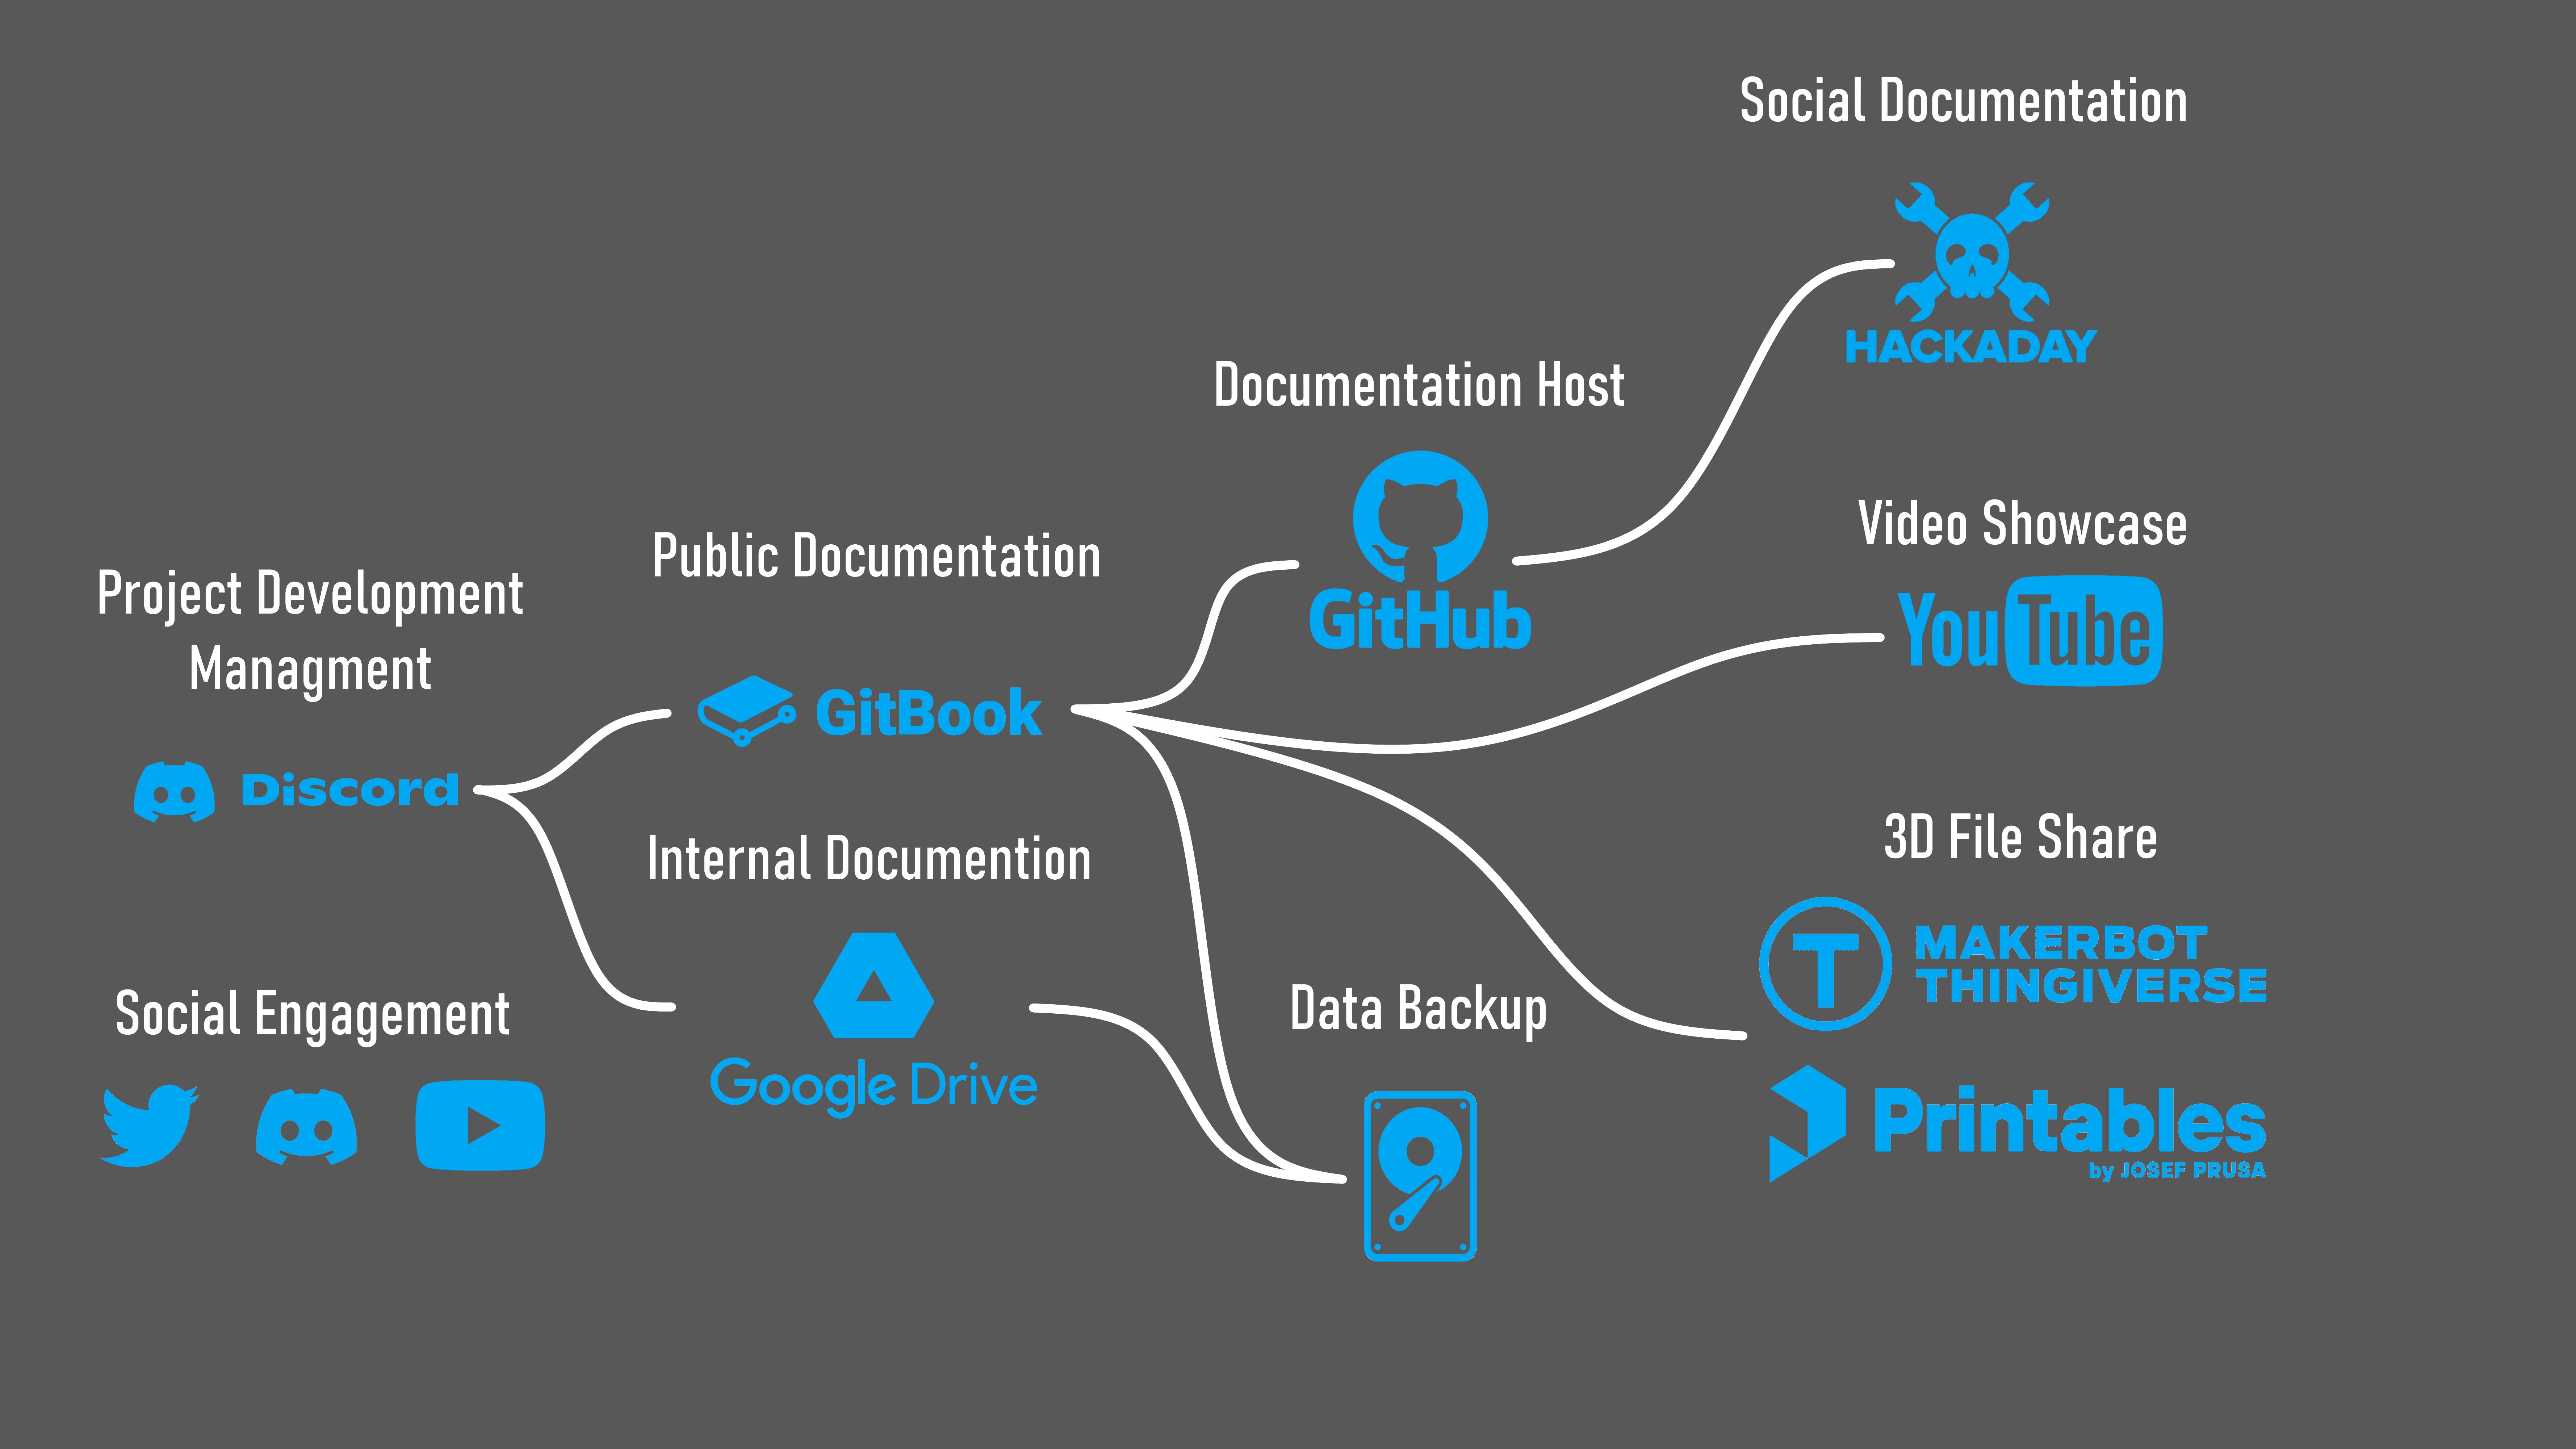 Social Documentation
HACKADAY
Documentation Host
GitHub
Video Showcase
YouTube
Public Documentation
GitBook
Project Development
Managment
Discord
Internal Documention
Google Drive
3D File Share
MAKERBOT
THINGIVERSE
Printables
by JOSEF PRUSA
Data Backup
Social Engagement